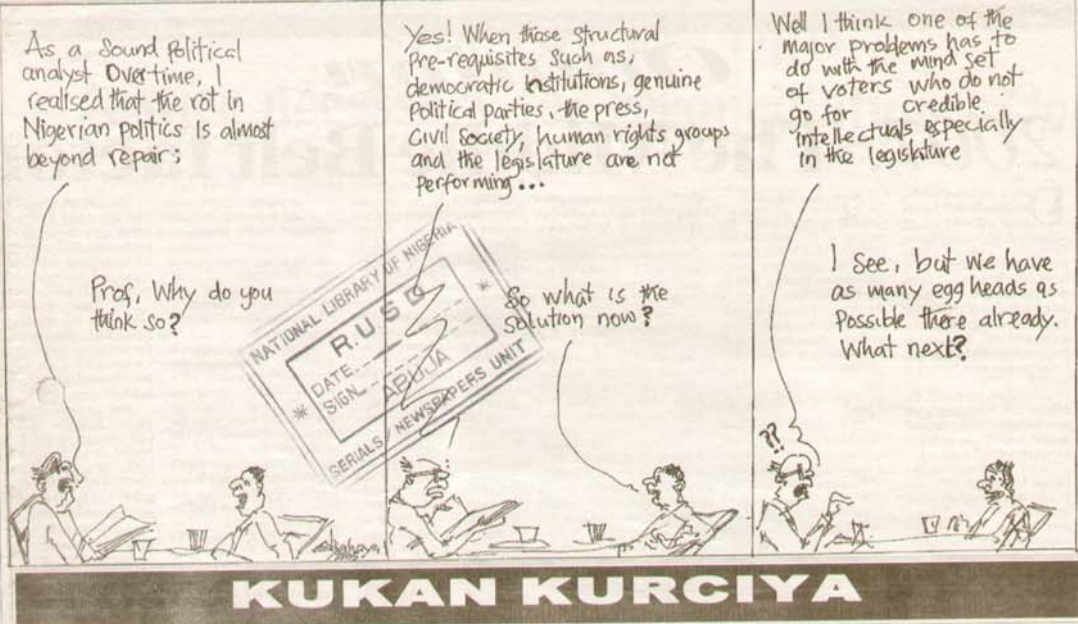 As a Sound Political
analyst Overtime, I
realised that the rot in
Nigerian politics is almost
beyond repair;
Prof, Why do you
think so?
Yes! When those structural
Pre-requisites such as,
democratic institutions, genuine
Political parties, the press,
Civil Society, human rights groups
and the legislature are not
performing...
So what is the
solution now?
Well I think one of the
major problems has to
do with the mind set
of voters who do not
go for credible
intellectuals especially
in the legislature
I see, but we have
as many egg heads as
Possible there already.
What next?
??
NATIONAL LIBRARY OF NIGERIA
R.U.S
DATE
SIGN
ABUJA
SERIALS/NEWSPAPERS UNIT
KUKAN KURCIYA